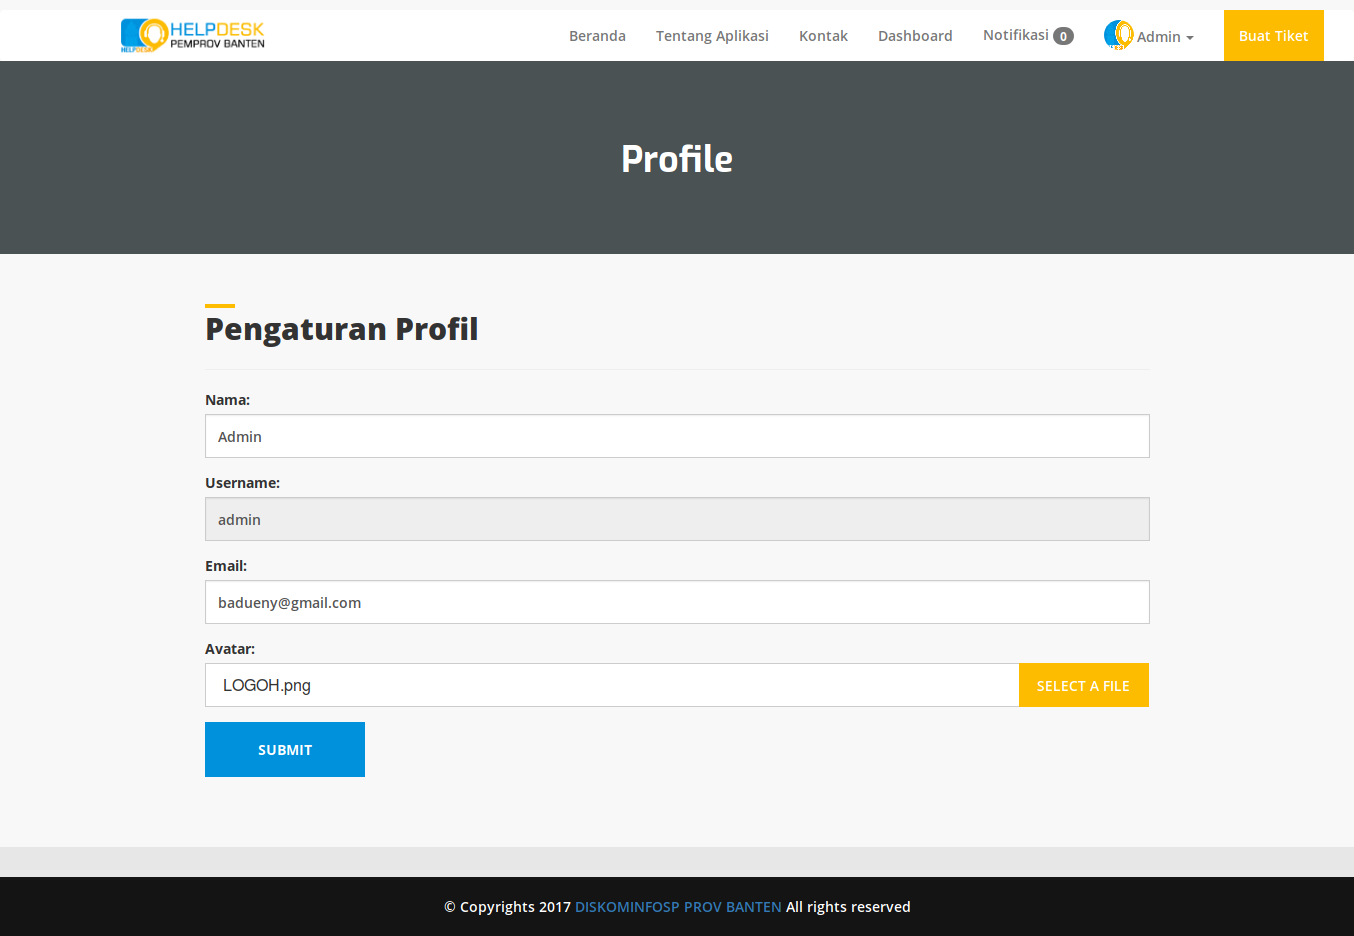 HELPDESK
PEMPROV BANTEN
HELPDESK
Beranda
Tentang Aplikasi
Kontak
Dashboard
Notifikasi 0
Admin
Buat Tiket
Profile
Pengaturan Profil
Nama:
Admin
Username:
admin
Email:
badueny@gmail.com
Avatar:
LOGOH.png
SELECT A FILE
SUBMIT
© Copyrights 2017 DISKOMINFOSP PROV BANTEN All rights reserved